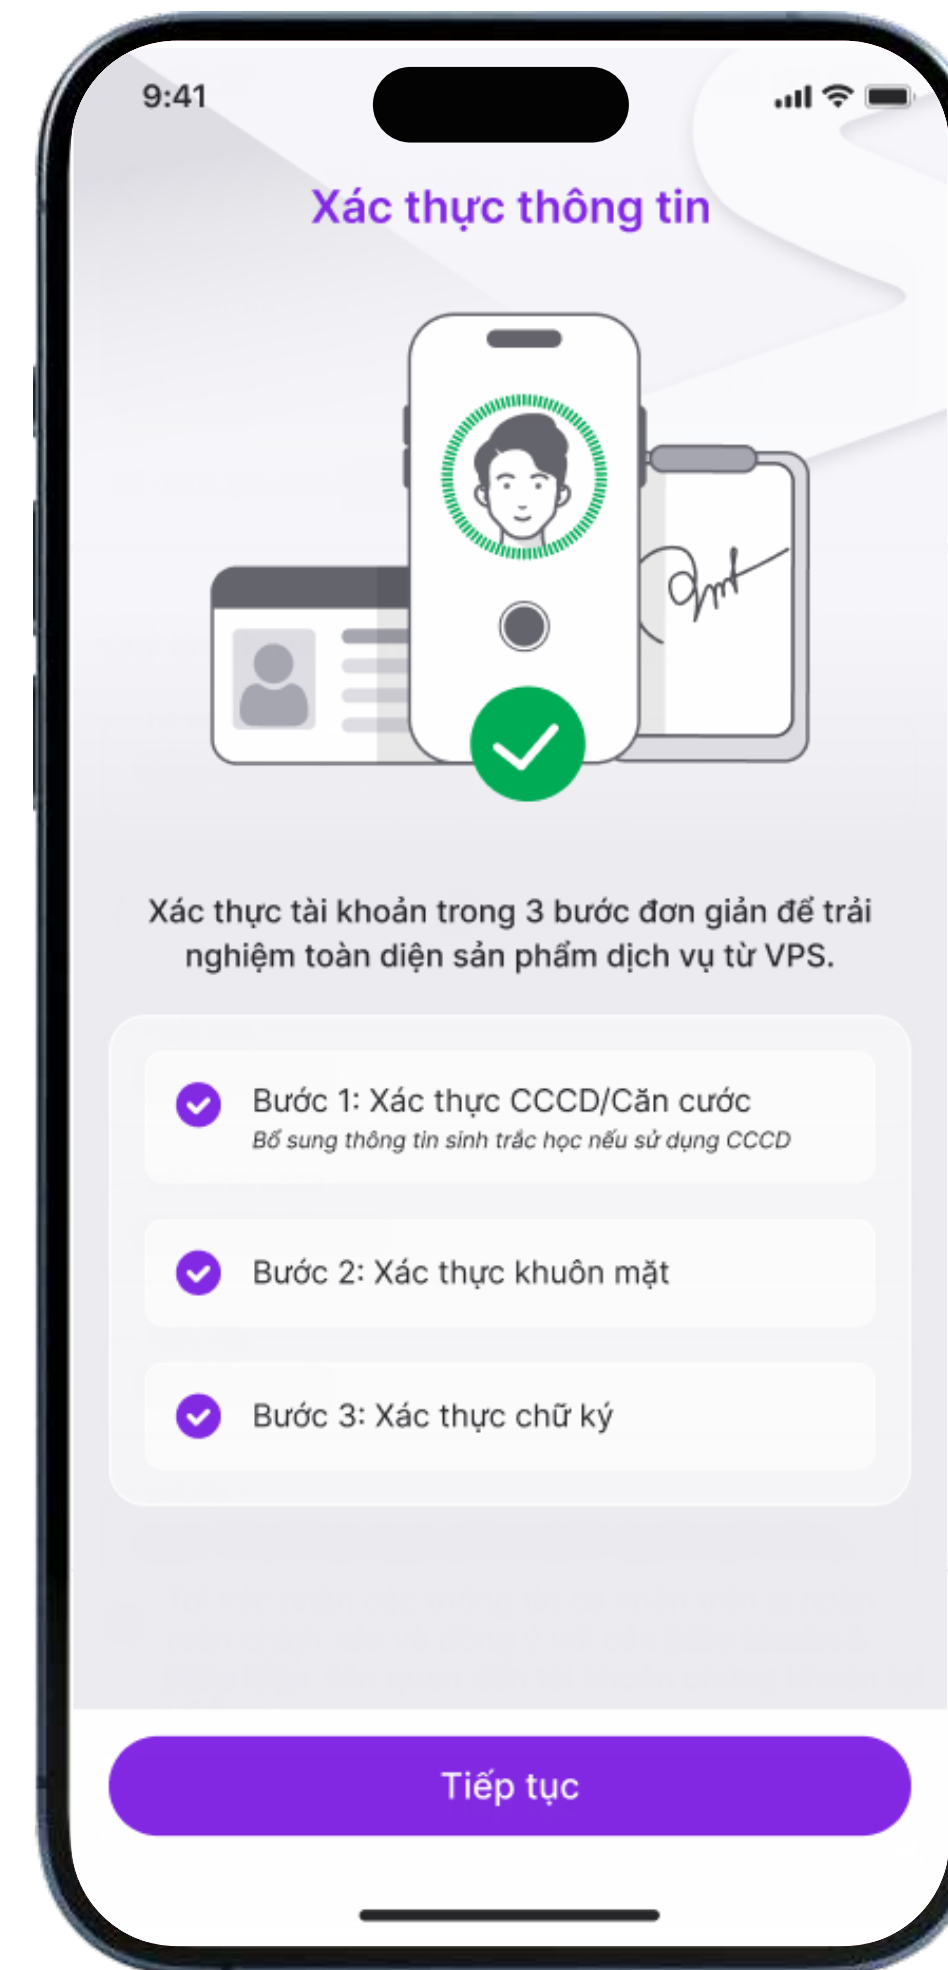 9:41
Xác thực thông tin
Xác thực tài khoản trong 3 bước đơn giản để trải
nghiệm toàn diện sản phẩm dịch vụ từ VPS.
Bước 1: Xác thực CCCD/Căn cước
Bổ sung thông tin sinh trắc học nếu sử dụng CCCD
Bước 2: Xác thực khuôn mặt
Bước 3: Xác thực chữ ký
Tiếp tục